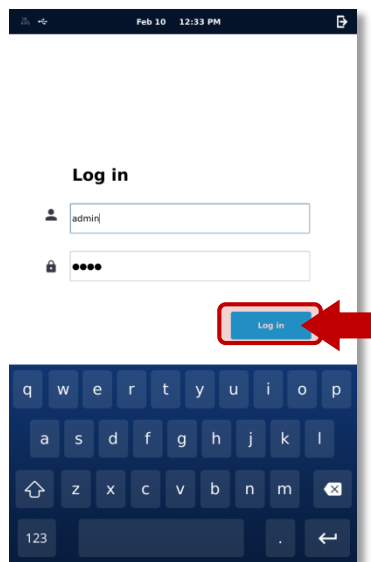 Feb 10 12:33 PM
Log in
admin
●●●●
Log in
q w e r t y u i o p
a s d f g h j k l
z x c v b n m
123 .